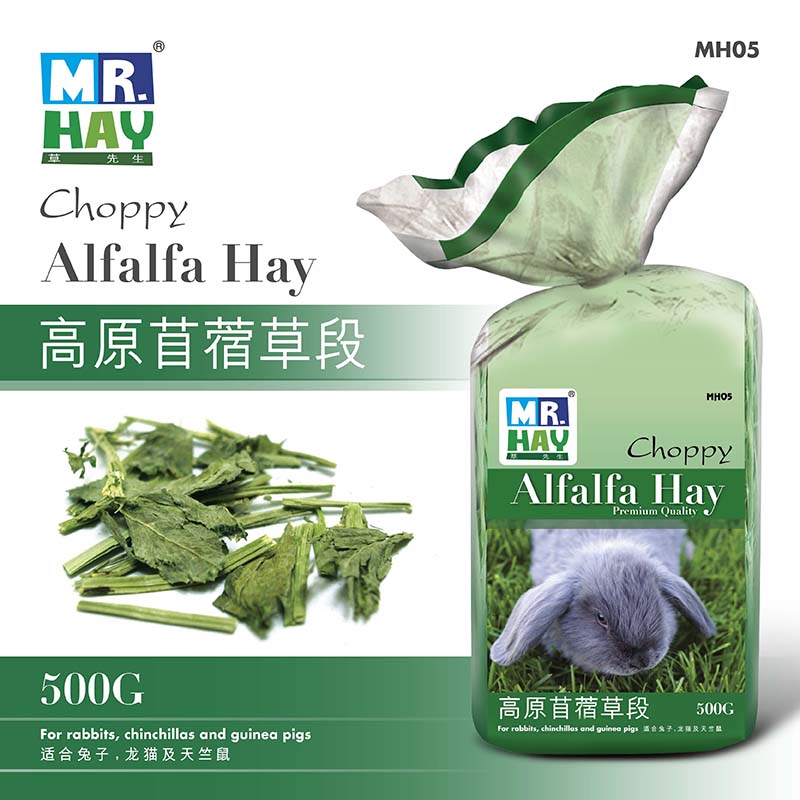 MR.®
HAY
草 先 生
MH05
Choppy
Alfalfa Hay
高原苜蓿草段
500G
For rabbits, chinchillas and guinea pigs
适合兔子,龙猫及天竺鼠
MR.®
HAY
草 先 生
MH05
Choppy
Alfalfa Hay
Premium Quality
高原苜蓿草段
500G
For rabbits, chinchillas and guinea pigs 适合兔子,龙猫及天竺鼠